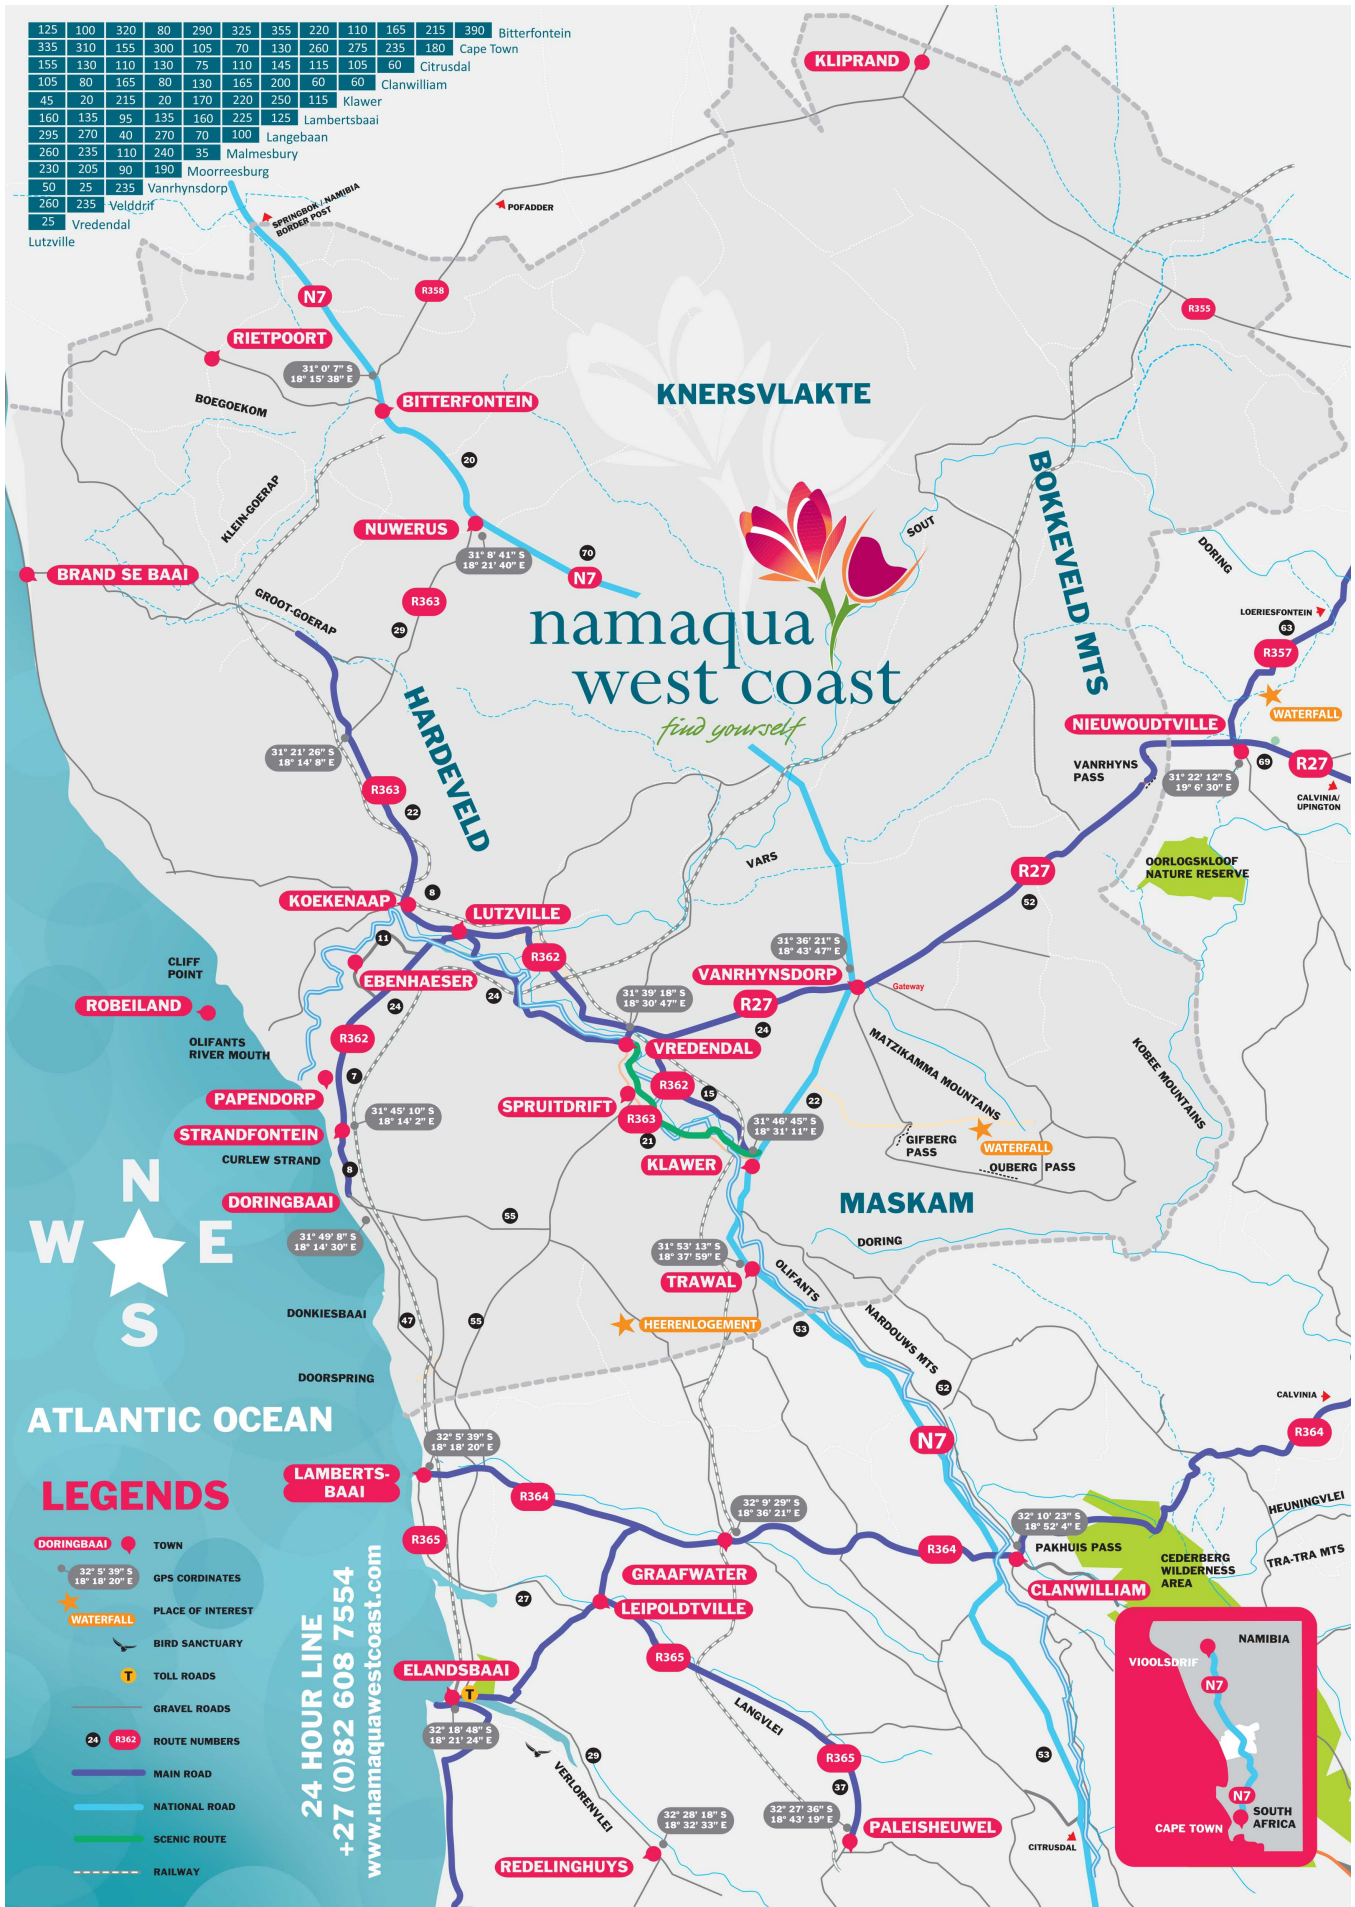 125 100 320 80 290 325 355 220 110 165 215 390 Bitterfontein
335 310 155 300 105 70 130 260 275 235 180 Cape Town
155 130 110 130 75 110 145 115 105 60 Citrusdal
105 80 165 80 130 165 200 60 60 Clanwilliam
45 20 215 20 170 220 250 115 Klawer
160 135 95 135 160 225 125 Lambertsbaai
295 270 40 270 70 100 Langebaan
260 235 110 240 35 Malmesbury
230 205 90 190 Moorreesburg
50 25 235 Vanrhynsdorp
260 235 Velddrif
25 Vredendal
Lutzville
KLIPRAND
SPRINGBOK / NAMIBIA
BORDER POST
POFADDER
N7
R358
R355
RIETPOORT
31° 0' 7" S
18° 15' 38" E
BOEGOEKOM
BITTERFONTEIN
KNERSVLAKTE
20
KLEIN-GOERAP
BOKKEVELD MTS
NUWERUS
31° 8' 41" S
18° 21' 40" E
70
N7
SOUT
DORING
BRAND SE BAAI
GROOT-GOERAP
R363
29
namaqua
west coast
find yourself
LOERIESFONTEIN
63
R357
WATERFALL
HARDEVELD
NIEUWOUDTVILLE
31° 21' 26" S
18° 14' 8" E
VANRHYNS
PASS
31° 22' 12" S
19° 6' 30" E
69
R27
CALVINIA/
UPINGTON
R363
22
VARS
R27
52
OORLOGSKLOOF
NATURE RESERVE
KOEKENAAP
8
LUTZVILLE
11
R362
31° 36' 21" S
18° 43' 47" E
CLIFF
POINT
EBENHAESER
VANRHYNSDORP
Gateway
ROBEILAND
24
24
31° 39' 18" S
18° 30' 47" E
R27
24
OLIFANTS
RIVER MOUTH
R362
VREDENDAL
MATZIKAMMA MOUNTAINS
KOBEE MOUNTAINS
7
PAPENDORP
R362
15
SPRUITDRIFT
22
31° 45' 10" S
18° 14' 2" E
R363
21
31° 46' 45" S
18° 31' 11" E
STRANDFONTEIN
CURLEW STRAND
8
KLAWER
GIFBERG
PASS
WATERFALL
OUBERG PASS
DORINGBAAI
N
W E
S
55
MASKAM
31° 49' 8" S
18° 14' 30" E
31° 53' 13" S
18° 37' 59" E
TRAWAL
OLIFANTS
DORING
DONKIESBAAI
47
55
HEERENLOGEMENT
53
NARDOUWS MTS
DOORSPRING
52
ATLANTIC OCEAN
CALVINIA
32° 5' 39" S
18° 18' 20" E
N7
R364
LAMBERTS-
BAAI
R364
32° 9' 29" S
18° 36' 21" E
32° 10' 23" S
18° 52' 4" E
HEUNINGVLEI
R365
R364
PAKHUIS PASS
CEDERBERG
WILDERNESS
AREA
TRA-TRA MTS
GRAAFWATER
CLANWILLIAM
27
LEIPOLDTVILLE
R365
ELANDSBAAI
T
32° 18' 48" S
18° 21' 24" E
LANGVLEI
R365
29
VERLORENVLEI
37
53
32° 28' 18" S
18° 32' 33" E
32° 27' 36" S
18° 43' 19" E
PALEISHEUWEL
REDELINGHUYS
CITRUSDAL
LEGENDS
DORINGBAAI TOWN
32° 5' 39" S
18° 18' 20" E
GPS CORDINATES
WATERFALL
PLACE OF INTEREST
BIRD SANCTUARY
T TOLL ROADS
GRAVEL ROADS
24 R362 ROUTE NUMBERS
MAIN ROAD
NATIONAL ROAD
SCENIC ROUTE
RAILWAY
24 HOUR LINE
+27 (0)82 608 7554
www.namaquawestcoast.com
NAMIBIA
VIOOLSDRIF
N7
N7
SOUTH
AFRICA
CAPE TOWN